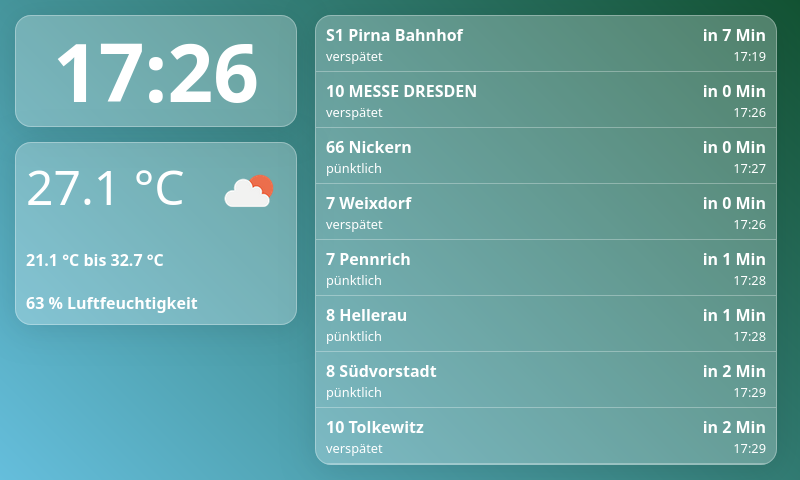 17:26
27.1 °C
21.1 °C bis 32.7 °C
63 % Luftfeuchtigkeit
S1 Pirna Bahnhof in 7 Min
verspätet 17:19
10 MESSE DRESDEN in 0 Min
verspätet 17:26
66 Nickern in 0 Min
pünktlich 17:27
7 Weixdorf in 0 Min
verspätet 17:26
7 Pennrich in 1 Min
pünktlich 17:28
8 Hellerau in 1 Min
pünktlich 17:28
8 Südvorstadt in 2 Min
pünktlich 17:29
10 Tolkewitz in 2 Min
verspätet 17:29